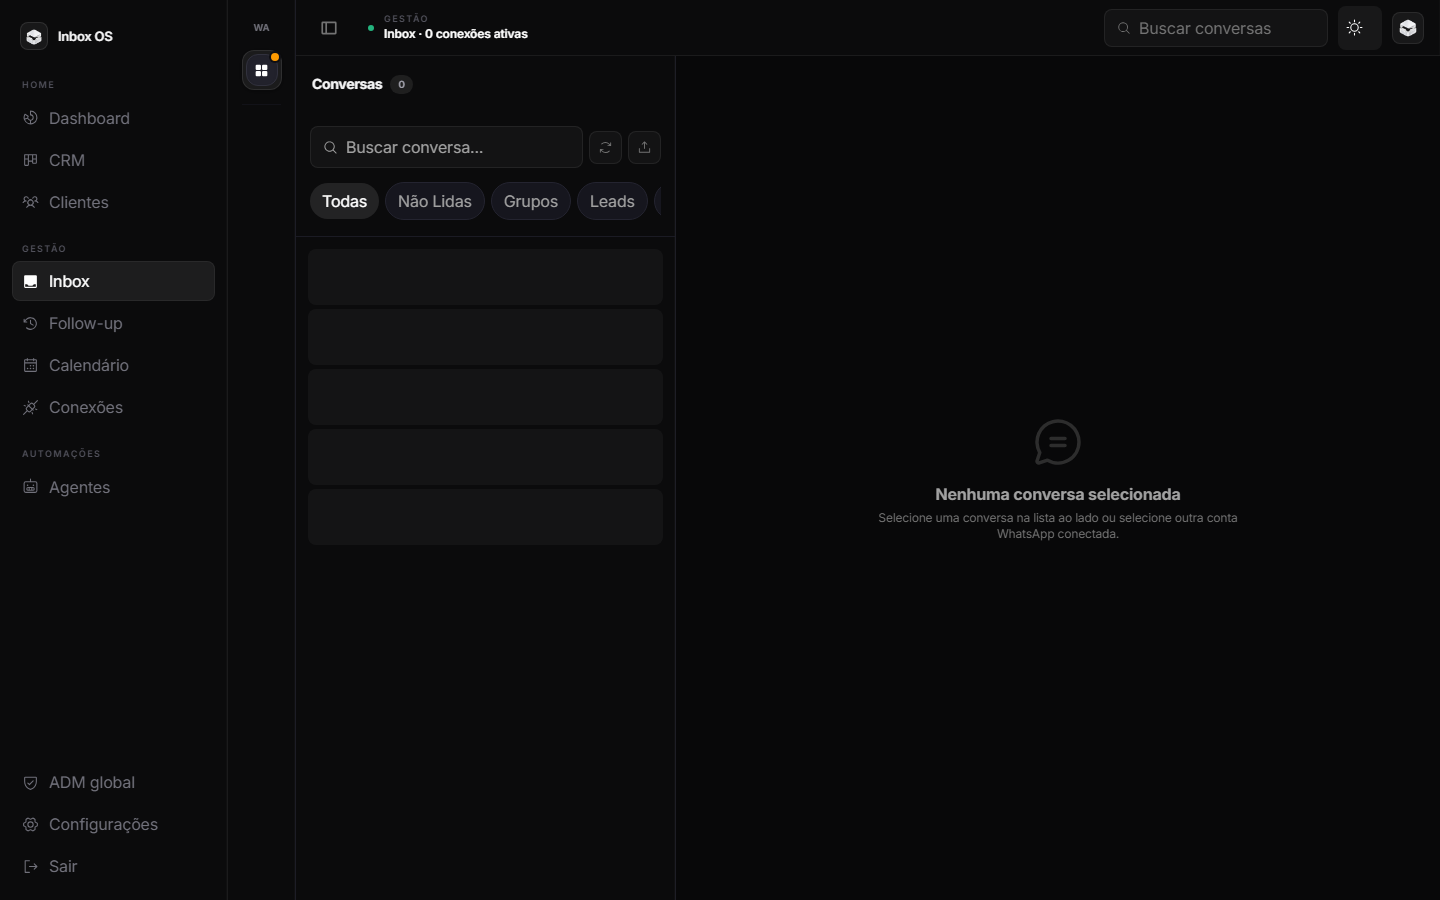 Inbox OS
HOME
Dashboard
CRM
Clientes
GESTÃO
Inbox
Follow-up
Calendário
Conexões
AUTOMAÇÕES
Agentes
ADM global
Configurações
Sair
WA
GESTÃO
Inbox · 0 conexões ativas
Buscar conversas
Conversas 0
Buscar conversa...
Todas Não Lidas Grupos Leads
Nenhuma conversa selecionada
Selecione uma conversa na lista ao lado ou selecione outra conta
WhatsApp conectada.